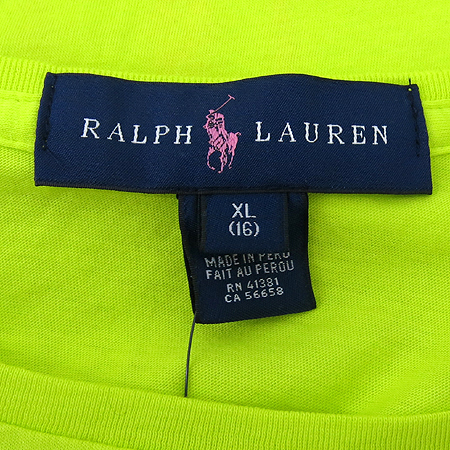 RALPH LAUREN
XL
(16)
MADE IN PERU
FAIT AU PEROU
RN 41381
CA 56658